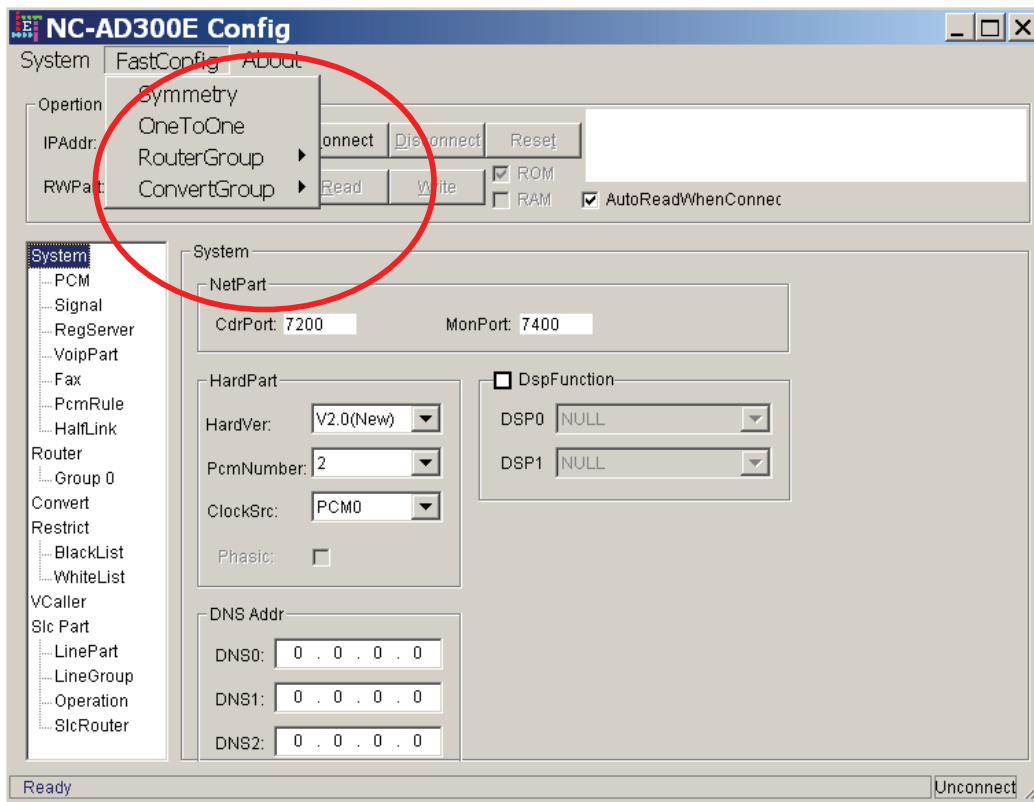 NC-AD300E Config
System FastConfig About
Symmetry
OneToOne
RouterGroup
ConvertGroup
Opertion
IPAddr: onnect Disconnect Reset
RWPart: Read Write ROM
RAM AutoReadWhenConnec
System
PCM
Signal
RegServer
VoipPart
Fax
PcmRule
HalfLink
Router
Group 0
Convert
Restrict
BlackList
WhiteList
VCaller
Slc Part
LinePart
LineGroup
Operation
SlcRouter
System
NetPart
CdrPort: 7200 MonPort: 7400
HardPart
HardVer: V2.0(New)
PcmNumber: 2
ClockSrc: PCM0
Phasic:
DspFunction
DSP0 NULL
DSP1 NULL
DNS Addr
DNS0: 0 . 0 . 0 . 0
DNS1: 0 . 0 . 0 . 0
DNS2: 0 . 0 . 0 . 0
Ready Unconnect